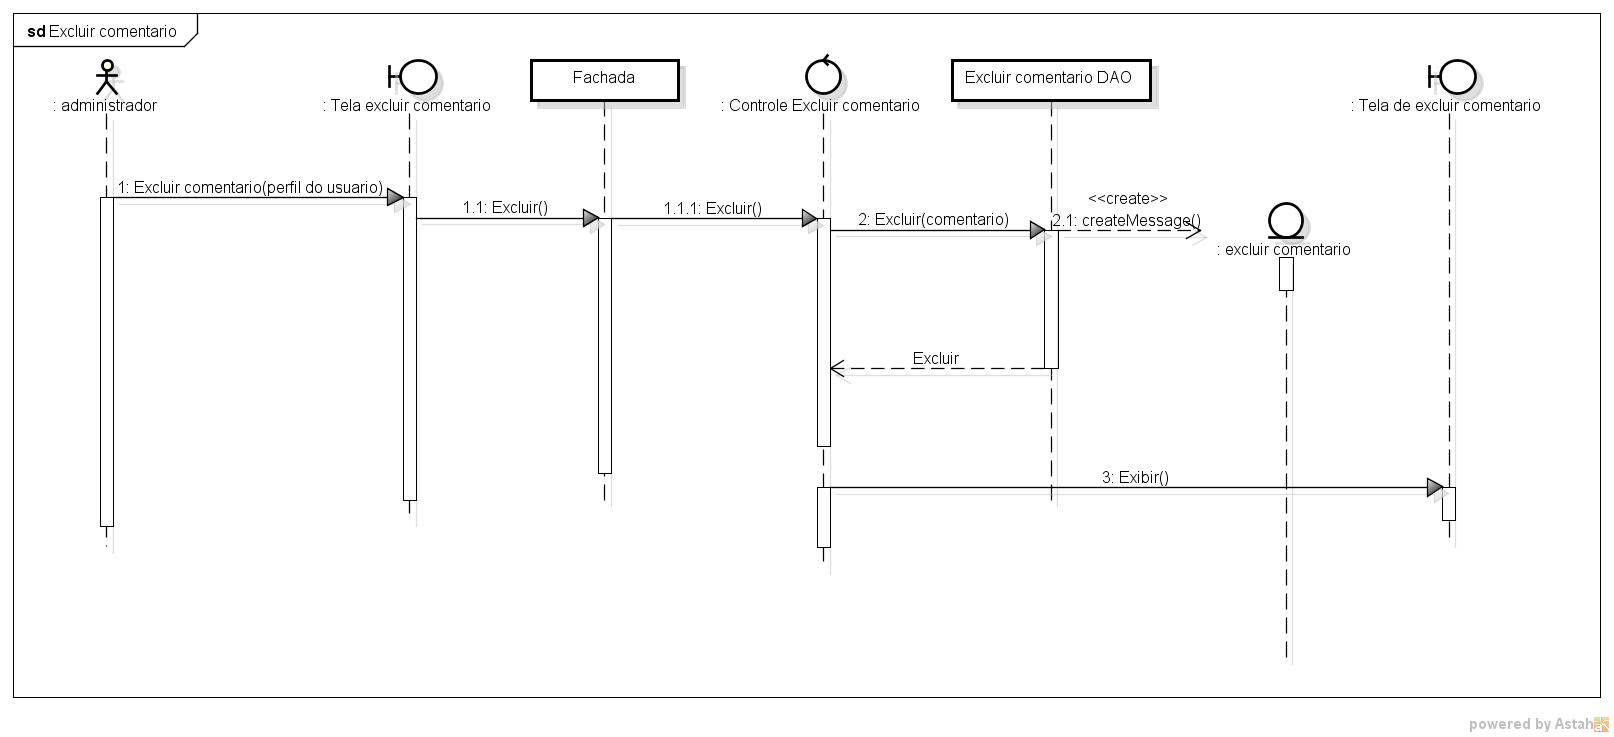 sd Excluir comentario
: administrador
: Tela excluir comentario
Fachada
: Controle Excluir comentario
Excluir comentario DAO
: Tela de excluir comentario
1: Excluir comentario(perfil do usuario)
1.1: Excluir()
1.1.1: Excluir()
2: Excluir(comentario)
<<create>>
2.1: createMessage()
: excluir comentario
Excluir
3: Exibir()
powered by Astah